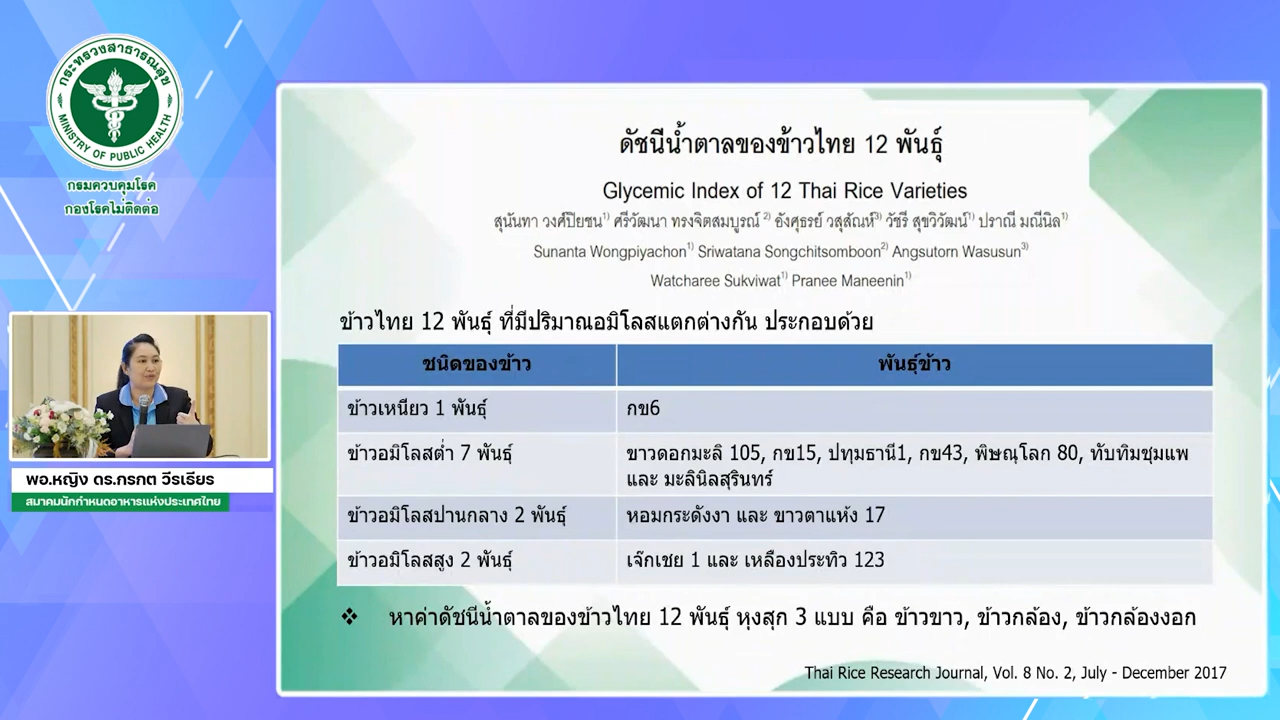 กระทรวงสาธารณสุข
MINISTRY OF PUBLIC HEALTH
กรมควบคุมโรค
กองโรคไม่ติดต่อ
ดัชนีน้ำตาลของข้าวไทย 12 พันธุ์
Glycemic Index of 12 Thai Rice Varieties
สุนันทา วงศ์ปิยชน1) ศรีวัฒนา ทรงจิตสมบูรณ์ 2) อังศุธรย์ วสุสัณห์3) วัชรี สุขวิวัฒน์1) ปราณี มณีนิล1)
Sunanta Wongpiyachon1) Sriwatana Songchitsomboon2) Angsutorn Wasusun3)
Watcharee Sukviwat1) Pranee Maneenin1)
ข้าวไทย 12 พันธุ์ ที่มีปริมาณอมิโลสแตกต่างกัน ประกอบด้วย
ชนิดของข้าว พันธุ์ข้าว
ข้าวเหนียว 1 พันธุ์ กข6
ข้าวอมิโลสต่ำ 7 พันธุ์ ขาวดอกมะลิ 105, กข15, ปทุมธานี1, กข43, พิษณุโลก 80, ทับทิมชุมแพ
และ มะลินิลสุรินทร์
ข้าวอมิโลสปานกลาง 2 พันธุ์ หอมกระดังงา และ ขาวตาแห้ง 17
ข้าวอมิโลสสูง 2 พันธุ์ เจ๊กเชย 1 และ เหลืองประทิว 123
❖ หาค่าดัชนีน้ำตาลของข้าวไทย 12 พันธุ์ หุงสุก 3 แบบ คือ ข้าวขาว, ข้าวกล้อง, ข้าวกล้องงอก
Thai Rice Research Journal, Vol. 8 No. 2, July - December 2017
พอ.หญิง ดร.กรกต วีรเธียร
สมาคมนักกำหนดอาหารแห่งประเทศไทย